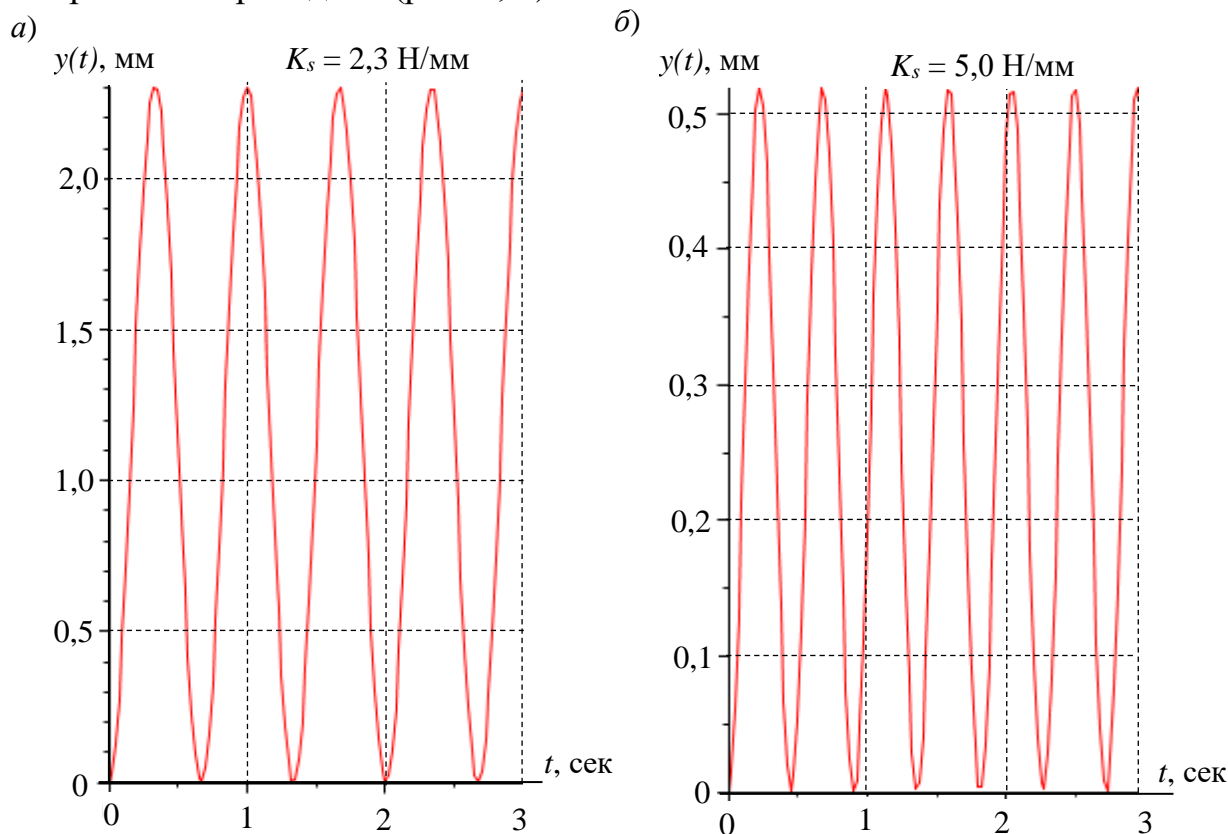 а)
y(t), мм
K_s = 2,3 Н/мм
2,0
1,5
1,0
0,5
0
0
1
2
3
t, сек
б)
y(t), мм
K_s = 5,0 Н/мм
0,5
0,4
0,3
0,2
0,1
0
0
1
2
3
t, сек